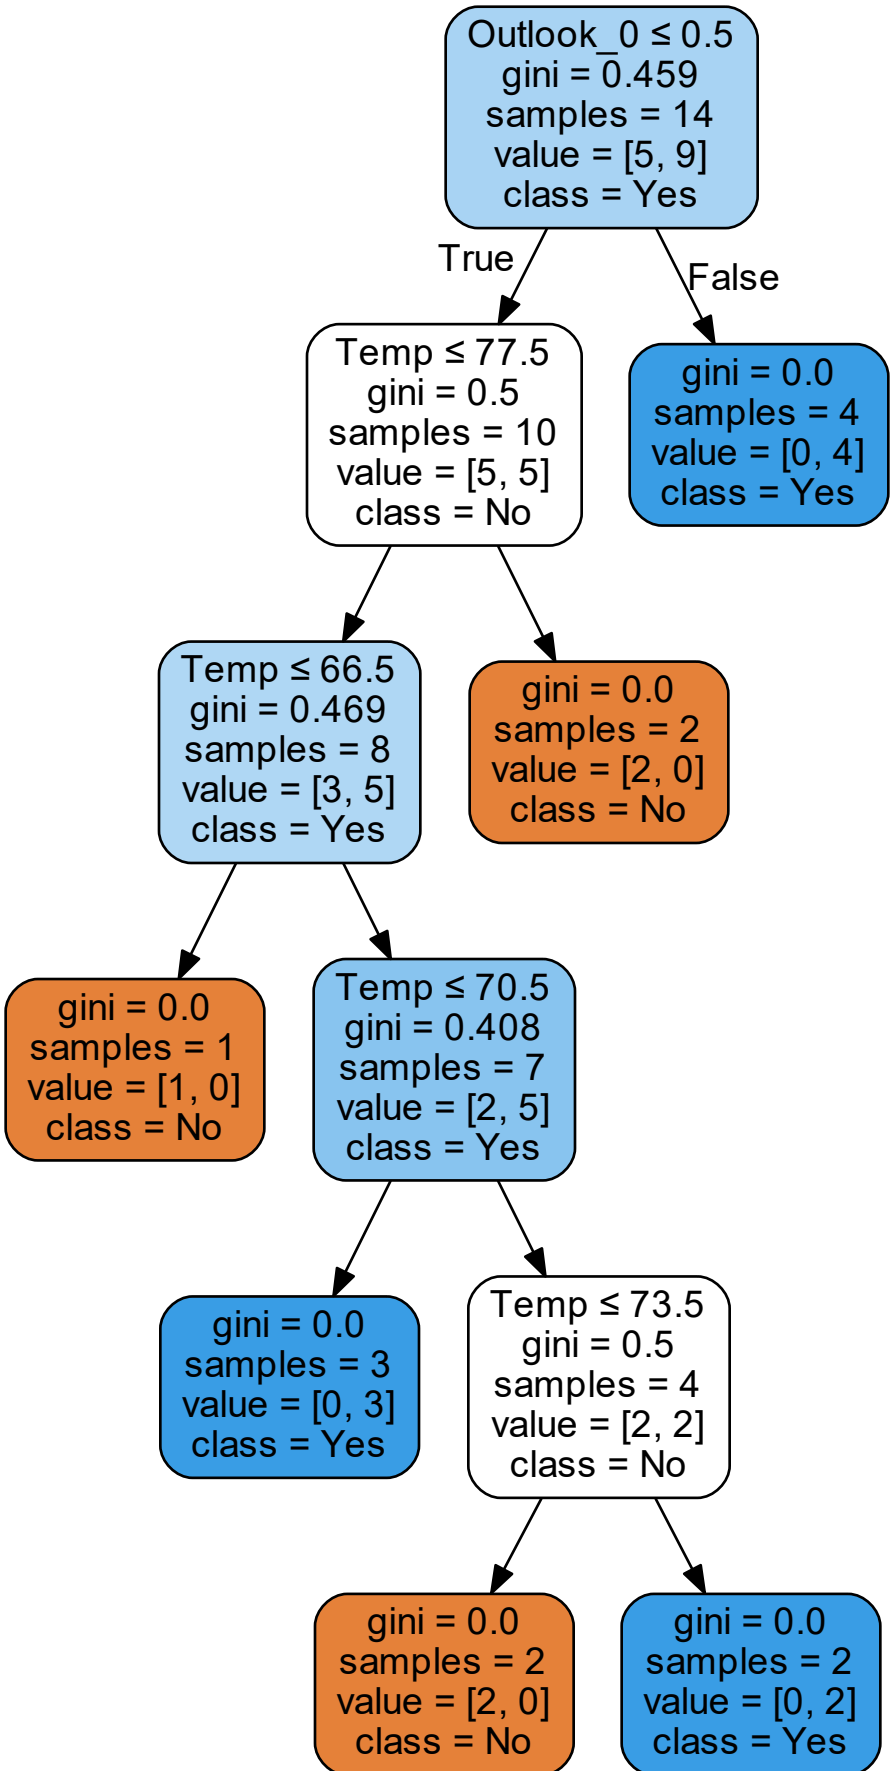 Outlook_0 ≤ 0.5
gini = 0.459
samples = 14
value = [5, 9]
class = Yes
True
False
Temp ≤ 77.5
gini = 0.5
samples = 10
value = [5, 5]
class = No
gini = 0.0
samples = 4
value = [0, 4]
class = Yes
Temp ≤ 66.5
gini = 0.469
samples = 8
value = [3, 5]
class = Yes
gini = 0.0
samples = 2
value = [2, 0]
class = No
gini = 0.0
samples = 1
value = [1, 0]
class = No
Temp ≤ 70.5
gini = 0.408
samples = 7
value = [2, 5]
class = Yes
gini = 0.0
samples = 3
value = [0, 3]
class = Yes
Temp ≤ 73.5
gini = 0.5
samples = 4
value = [2, 2]
class = No
gini = 0.0
samples = 2
value = [2, 0]
class = No
gini = 0.0
samples = 2
value = [0, 2]
class = Yes